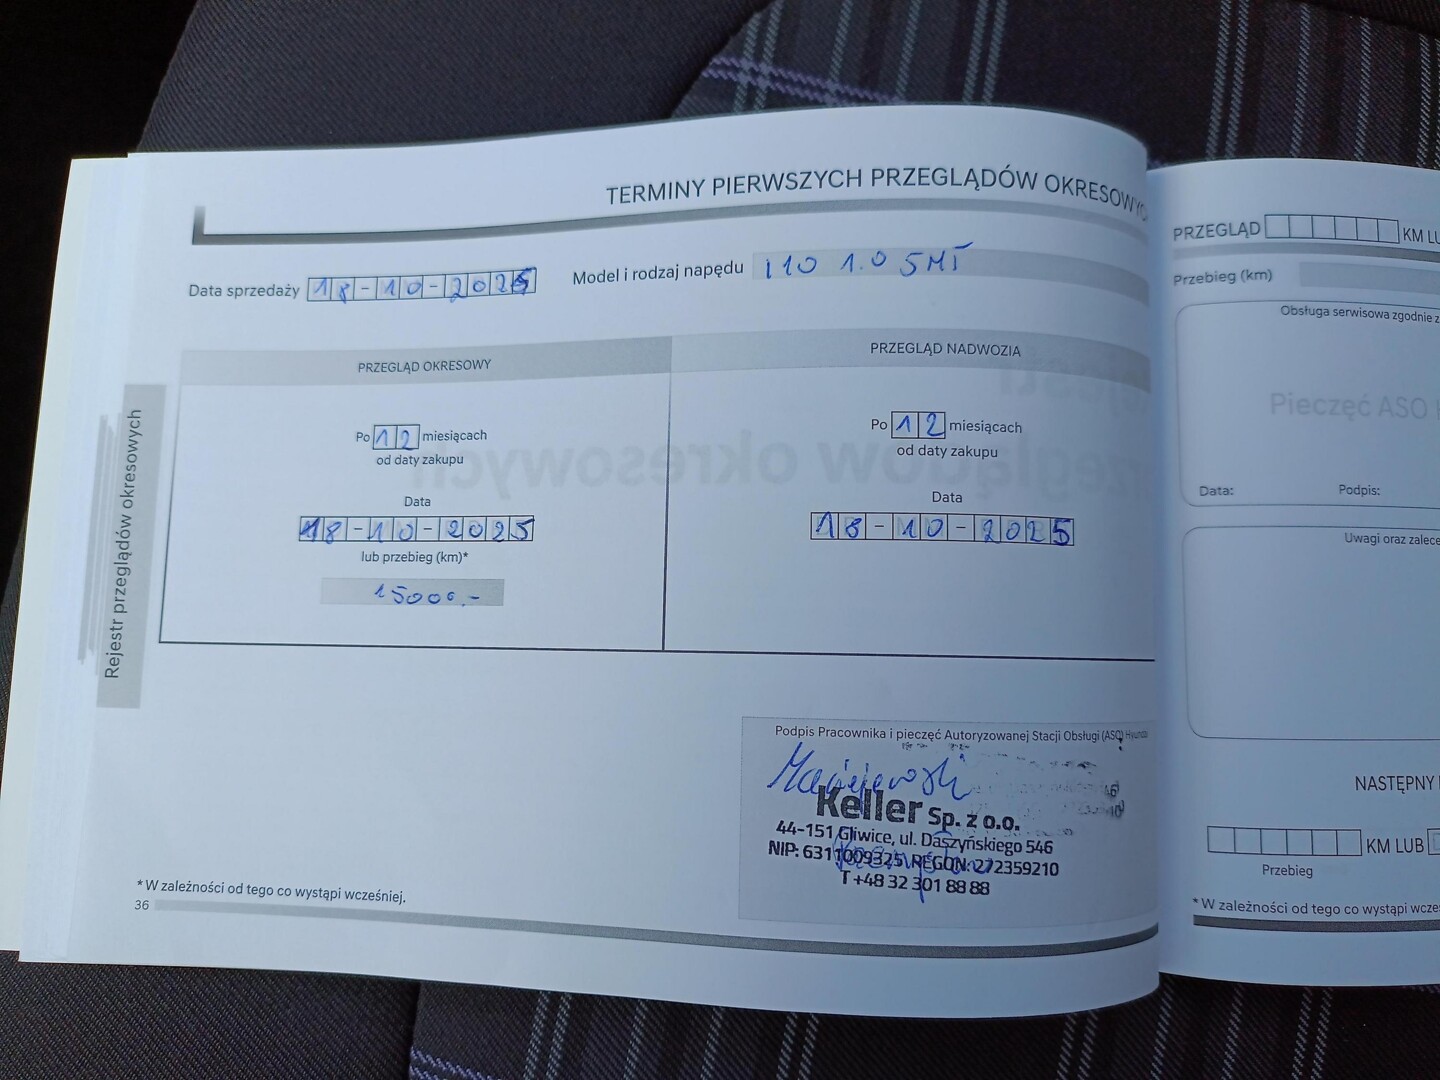 TERMINY PIERWSZYCH PRZEGLĄDÓW OKRESOWYC
Data sprzedaży 18-10-2025 Model i rodzaj napędu i10 1.0 5MT
PRZEGLĄD OKRESOWY
Po 12 miesiącach
od daty zakupu
Data
18-10-2025
lub przebieg (km)*
15000.-
PRZEGLĄD NADWOZIA
Po 12 miesiącach
od daty zakupu
Data
18-10-2025
Rejestr przeglądów okresowych
Podpis Pracownika i pieczęć Autoryzowanej Stacji Obsługi (ASO) Hyundai
Maciejewski
Keller Sp. z o.o.
44-151 Gliwice, ul. Daszyńskiego 546
NIP: 6311009325, REGON: 272359210
T +48 32 301 88 88
* W zależności od tego co wystąpi wcześniej.
36
PRZEGLĄD KM LU
Przebieg (km)
Obsługa serwisowa zgodnie z
Pieczęć ASO
Data: Podpis:
Uwagi oraz zalece
NASTĘPNY
KM LUB
Przebieg
* W zależności od tego co wystąpi wcześ